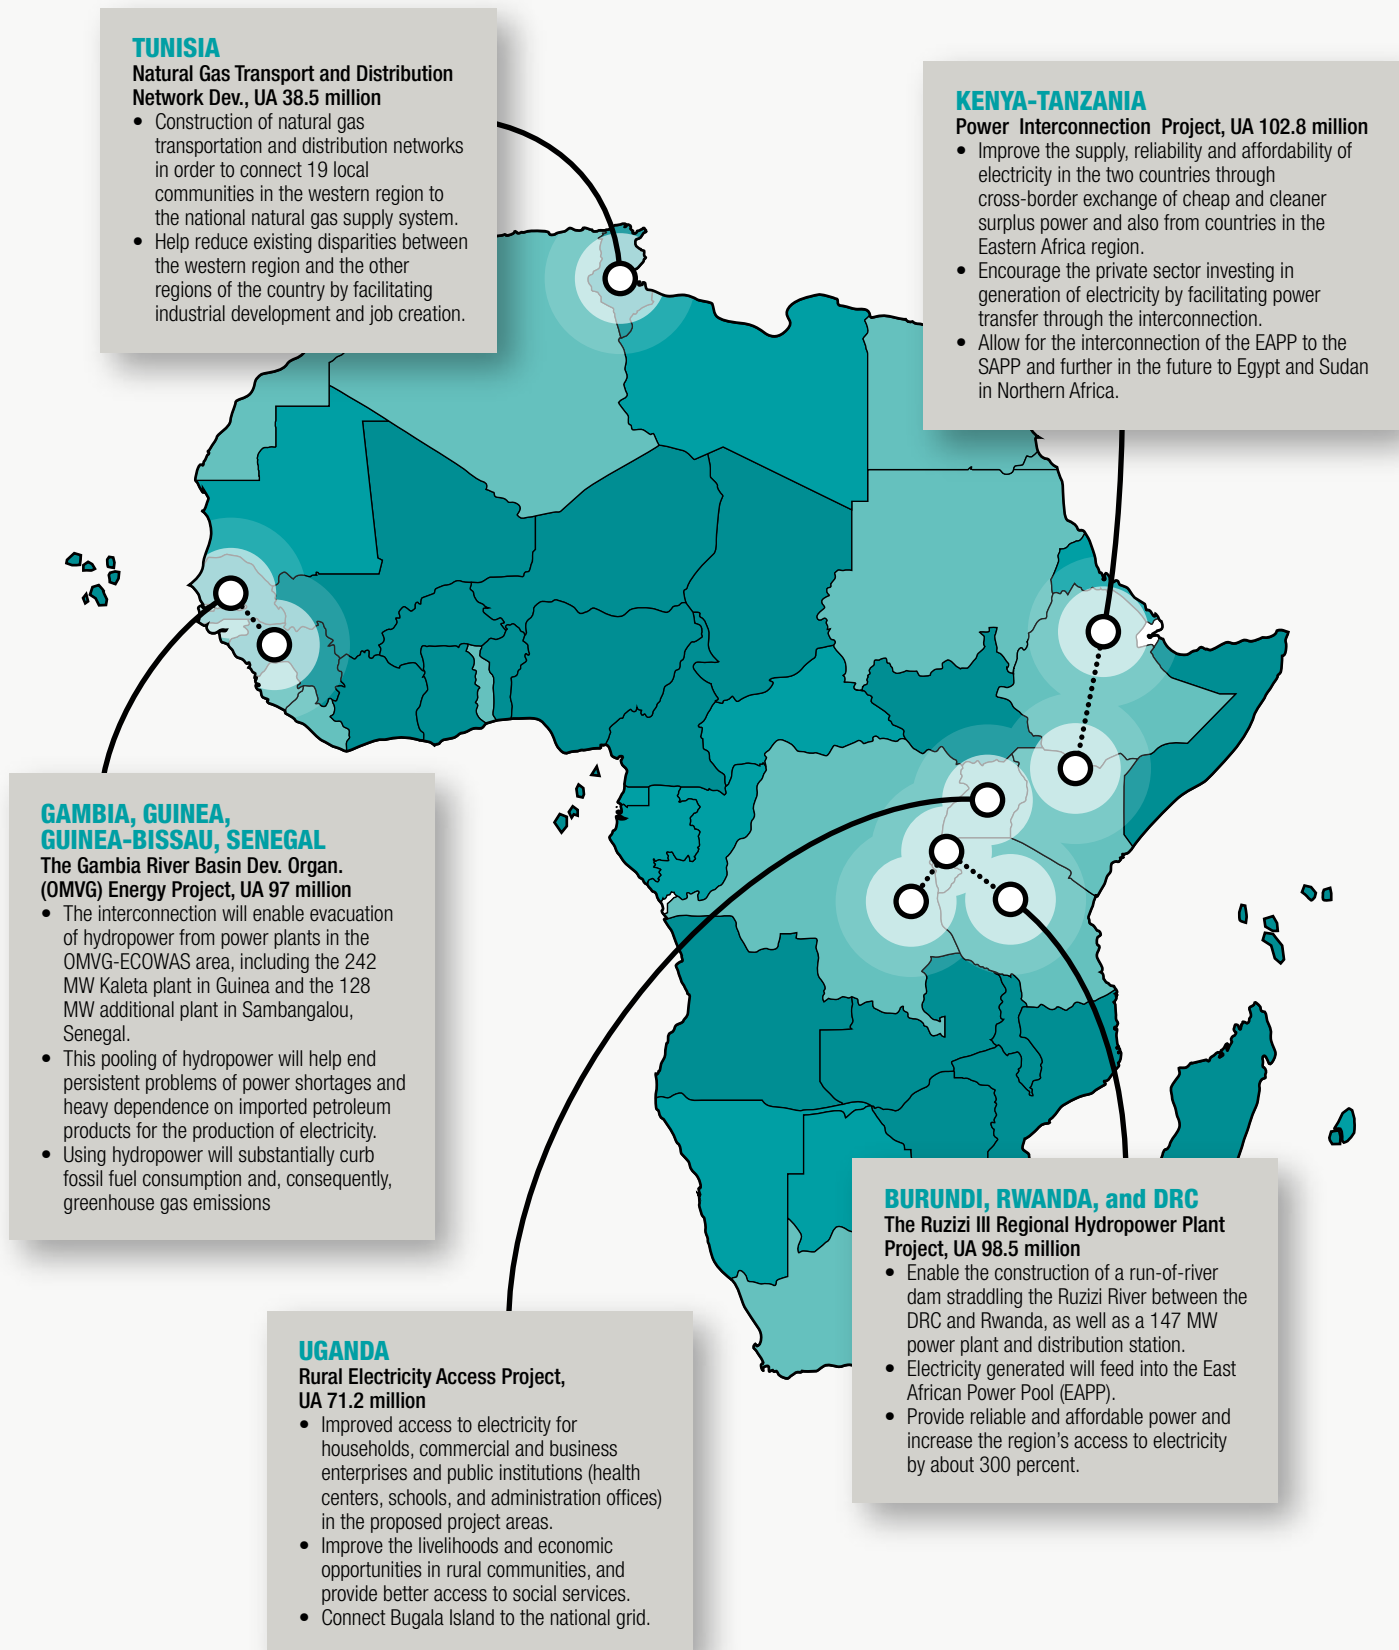 TUNISIA
Natural Gas Transport and Distribution
Network Dev., UA 38.5 million
• Construction of natural gas
transportation and distribution networks
in order to connect 19 local
communities in the western region to
the national natural gas supply system.
• Help reduce existing disparities between
the western region and the other
regions of the country by facilitating
industrial development and job creation.
KENYA-TANZANIA
Power Interconnection Project, UA 102.8 million
• Improve the supply, reliability and affordability of
electricity in the two countries through
cross-border exchange of cheap and cleaner
surplus power and also from countries in the
Eastern Africa region.
• Encourage the private sector investing in
generation of electricity by facilitating power
transfer through the interconnection.
• Allow for the interconnection of the EAPP to the
SAPP and further in the future to Egypt and Sudan
in Northern Africa.
GAMBIA, GUINEA,
GUINEA-BISSAU, SENEGAL
The Gambia River Basin Dev. Organ.
(OMVG) Energy Project, UA 97 million
• The interconnection will enable evacuation
of hydropower from power plants in the
OMVG-ECOWAS area, including the 242
MW Kaleta plant in Guinea and the 128
MW additional plant in Sambangalou,
Senegal.
• This pooling of hydropower will help end
persistent problems of power shortages and
heavy dependence on imported petroleum
products for the production of electricity.
• Using hydropower will substantially curb
fossil fuel consumption and, consequently,
greenhouse gas emissions
BURUNDI, RWANDA, and DRC
The Ruzizi III Regional Hydropower Plant
Project, UA 98.5 million
• Enable the construction of a run-of-river
dam straddling the Ruzizi River between the
DRC and Rwanda, as well as a 147 MW
power plant and distribution station.
• Electricity generated will feed into the East
African Power Pool (EAPP).
• Provide reliable and affordable power and
increase the region's access to electricity
by about 300 percent.
UGANDA
Rural Electricity Access Project,
UA 71.2 million
• Improved access to electricity for
households, commercial and business
enterprises and public institutions (health
centers, schools, and administration offices)
in the proposed project areas.
• Improve the livelihoods and economic
opportunities in rural communities, and
provide better access to social services.
• Connect Bugala Island to the national grid.